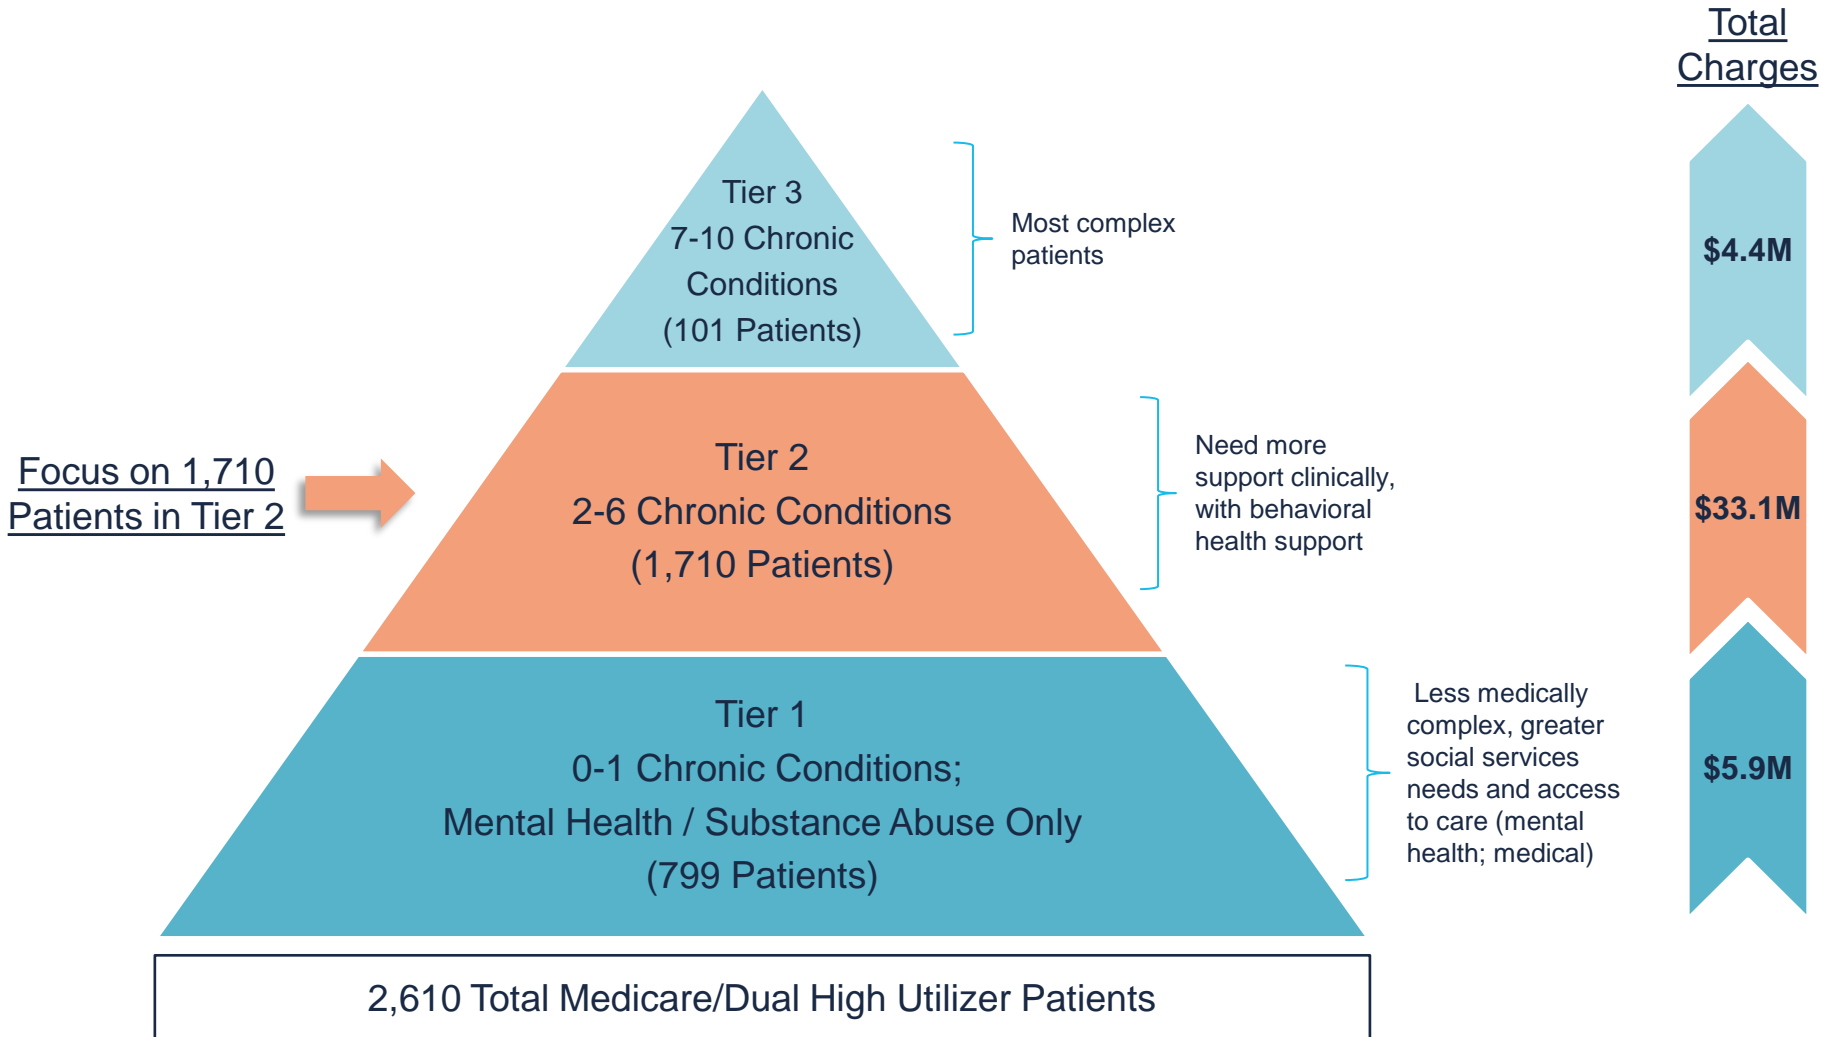 Total
Charges
Tier 3
7-10 Chronic
Conditions
(101 Patients)
Most complex
patients
$4.4M
Focus on 1,710
Patients in Tier 2
Tier 2
2-6 Chronic Conditions
(1,710 Patients)
Need more
support clinically,
with behavioral
health support
$33.1M
Tier 1
0-1 Chronic Conditions;
Mental Health / Substance Abuse Only
(799 Patients)
Less medically
complex, greater
social services
needs and access
to care (mental
health; medical)
$5.9M
2,610 Total Medicare/Dual High Utilizer Patients